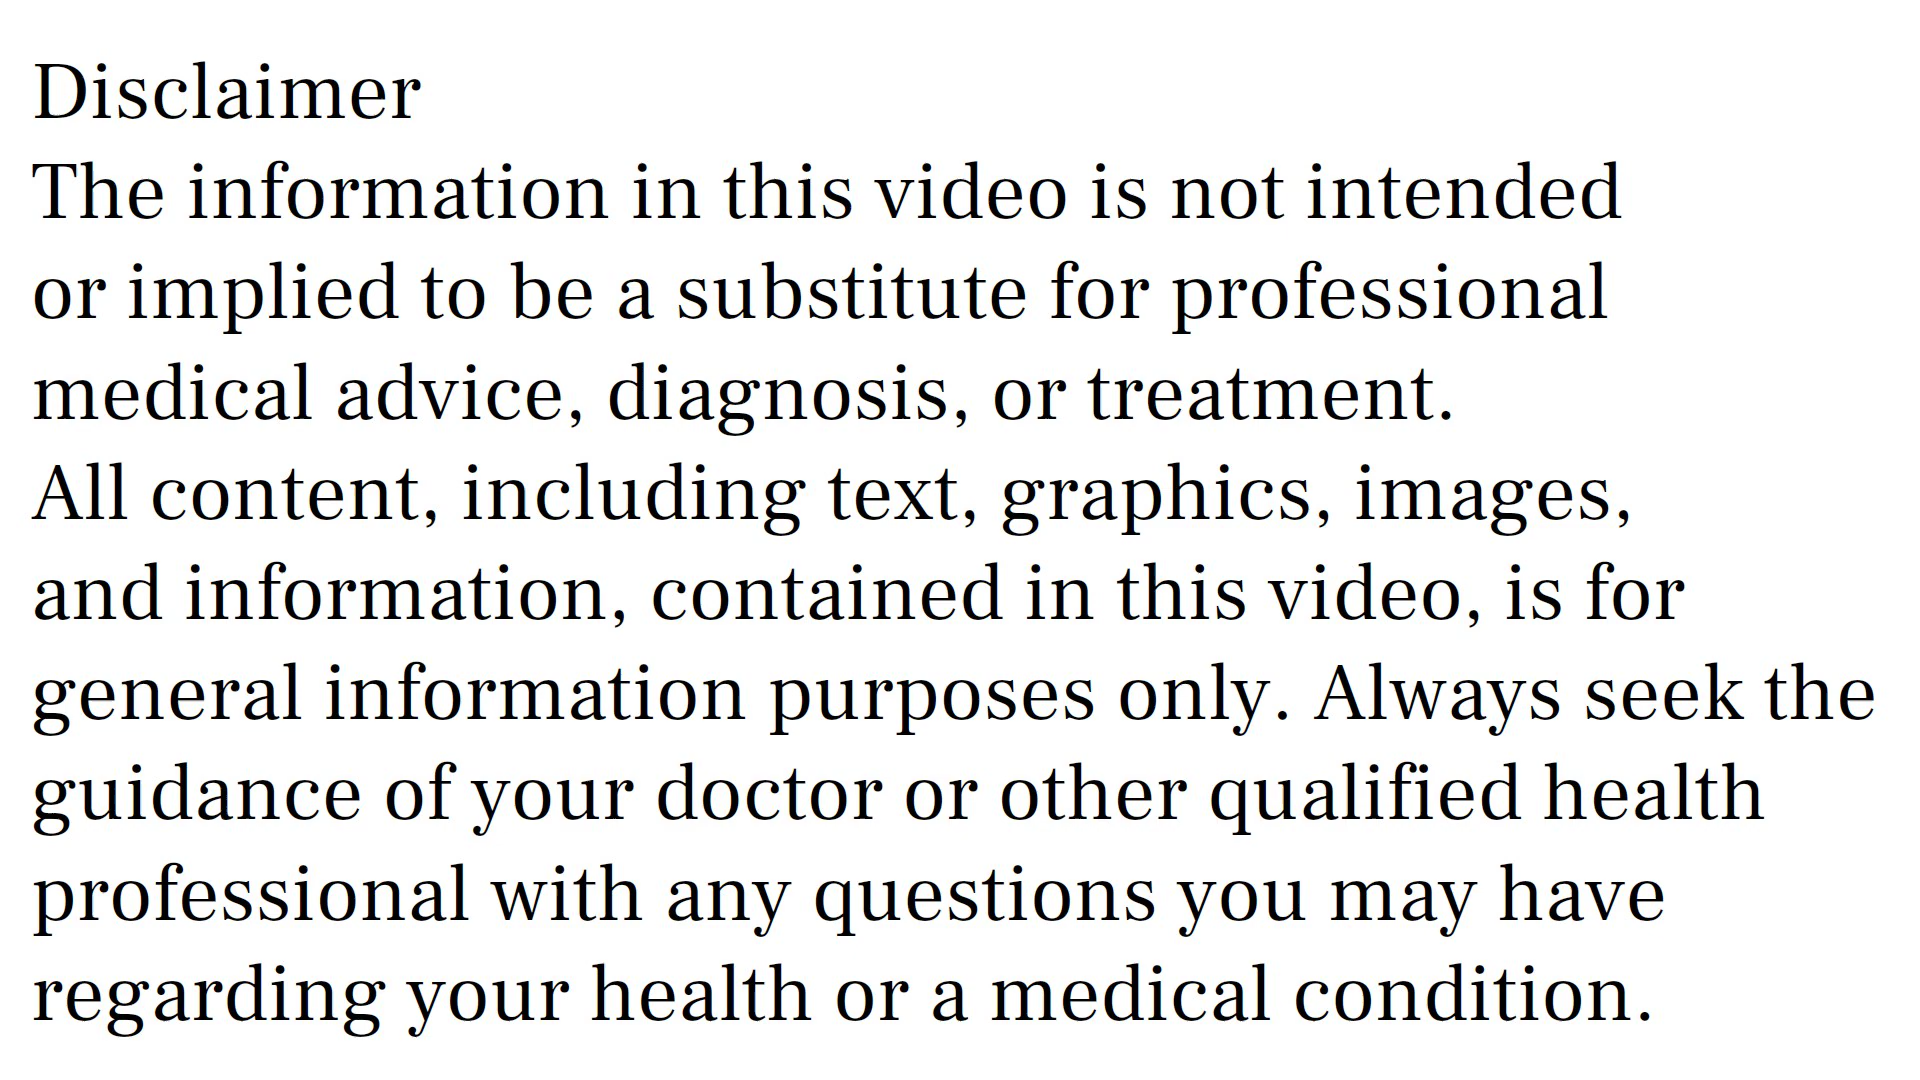 Disclaimer
The information in this video is not intended
or implied to be a substitute for professional
medical advice, diagnosis, or treatment.
All content, including text, graphics, images,
and information, contained in this video, is for
general information purposes only. Always seek the
guidance of your doctor or other qualified health
professional with any questions you may have
regarding your health or a medical condition.